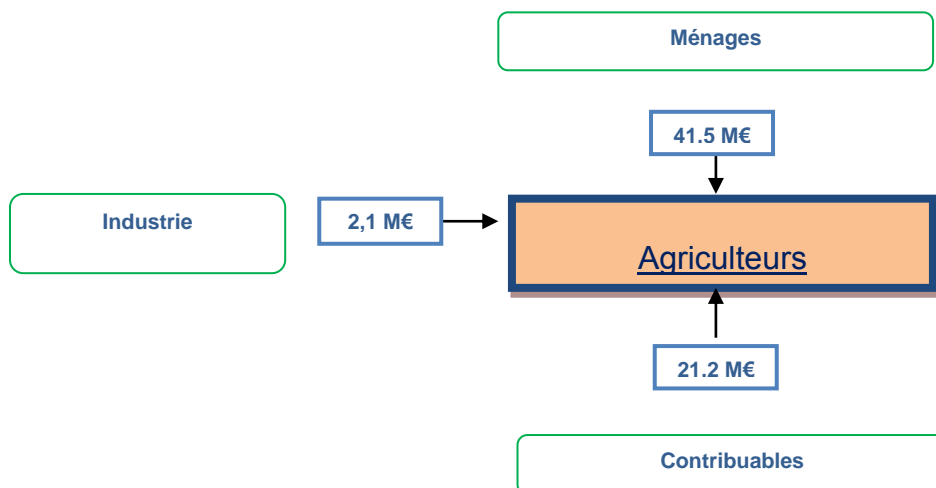 Ménages
41.5 M€
Industrie
2,1 M€
Agriculteurs
21.2 M€
Contribuables